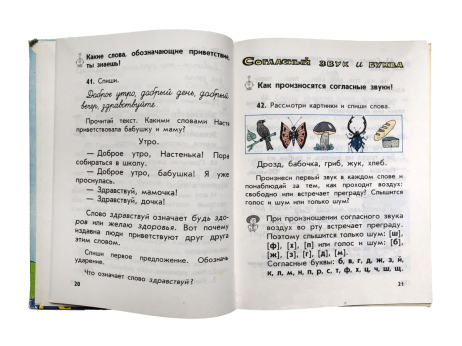 Какие слова, обозначающие приветствие,
ты знаешь!
41. Спиши.
Доброе утро, добрый день, добрый
вечер, здравствуйте.
Прочитай текст. Какими словами Настя
приветствовала бабушку и маму?
Утро.
— Доброе утро, Настенька! Пора
собираться в школу.
— Доброе утро, бабушка! Я уже
проснулась.
— Здравствуй, мамочка!
— Здравствуй, дочка!
Слово здравствуй означает будь здо-
ров или желаю здоровья. Вот почему
издавна люди приветствуют друг друга
этим словом.
Спиши первое предложение. Обозначь
ударение.
Что означает слово здравствуй?
20
Согласный звук и буква
Как произносятся согласные звуки!
42. Рассмотри картинки и спиши слова.
Дрозд, бабочка, гриб, жук, хлеб.
Произнеси первый звук в каждом слове и
понаблюдай за тем, как проходит воздух:
свободно или встречает преграду? Слышится
голос и шум или только шум?
При произношении согласного звука
воздух во рту встречает преграду.
Поэтому слышится только шум: [ш],
[ф], [х], [п] или голос и шум: [б],
[ж], [з], [г], [д], [м].
Согласные буквы: б, в, г, д, ж, з, й,
к, л, м, н, п, р, с, т, ф, х, ц, ч, ш, щ.
21